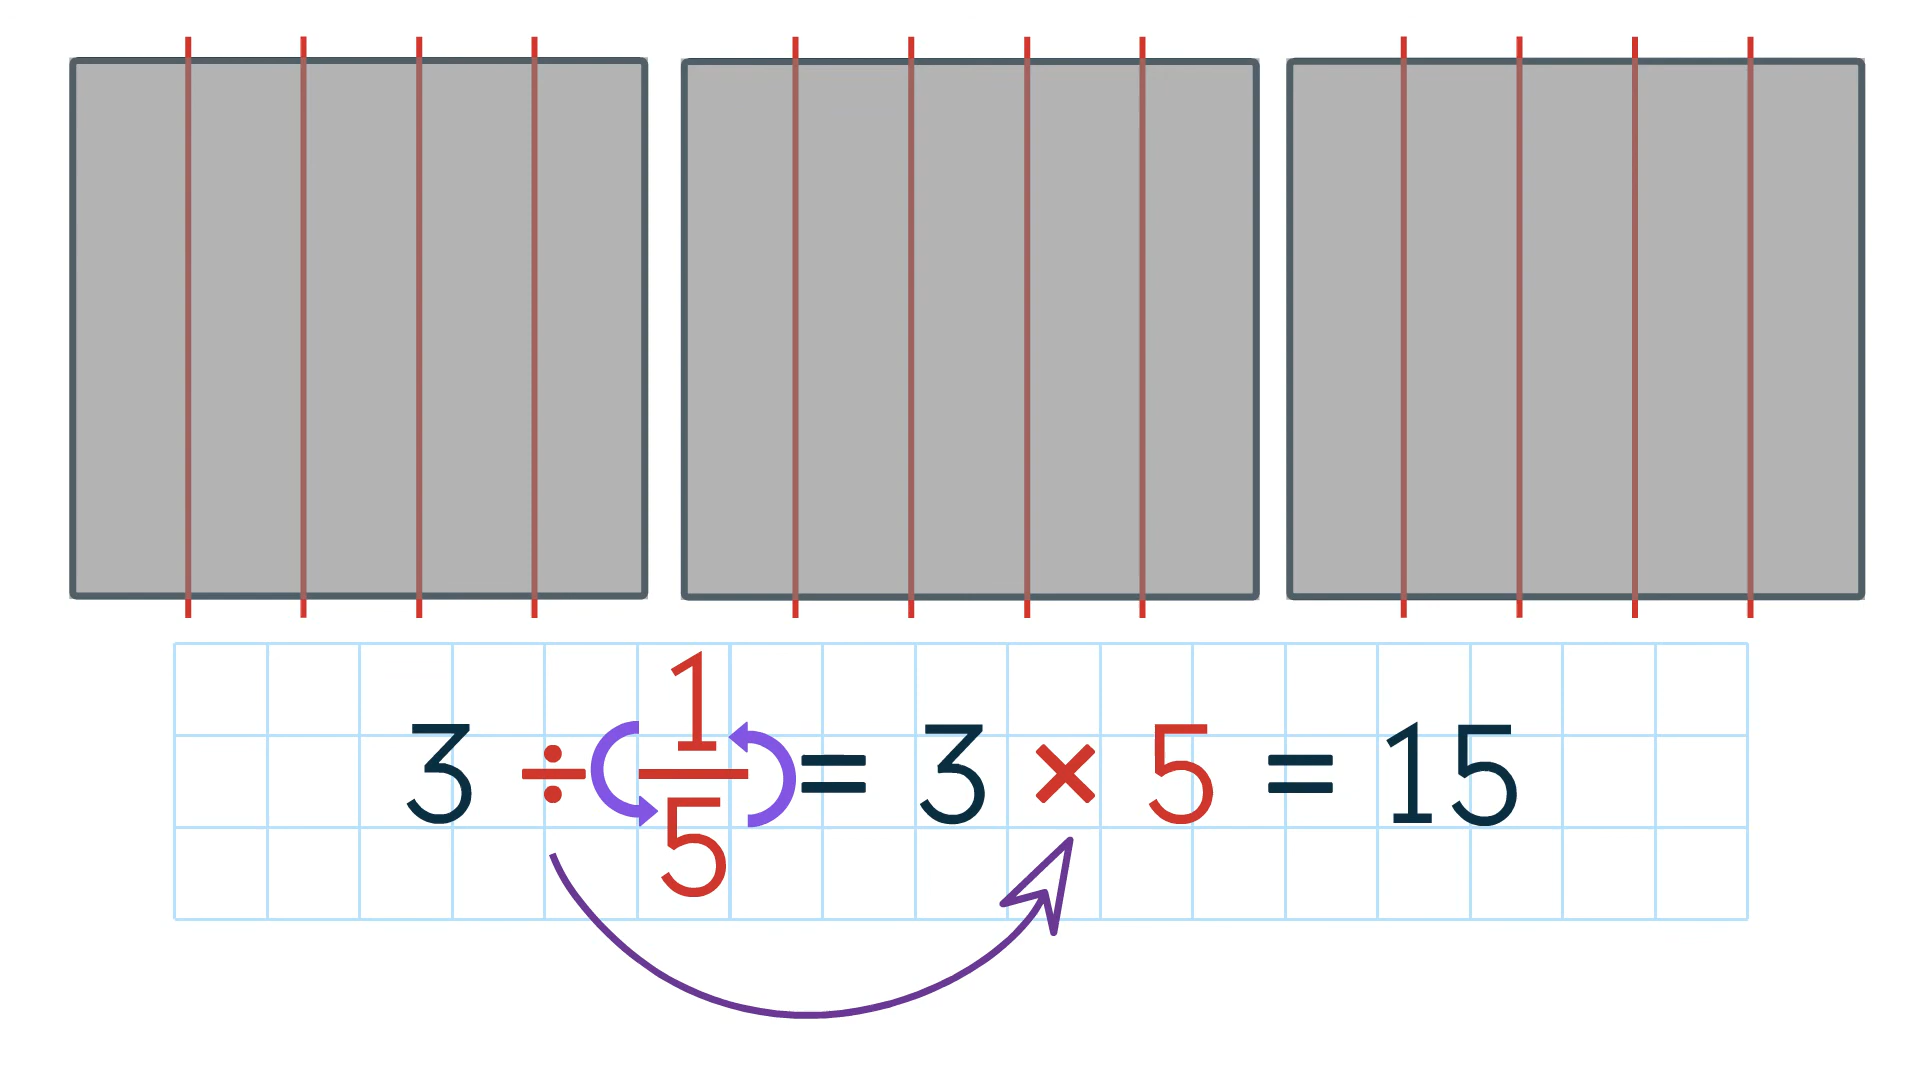 3 ÷ 1/5 = 3 × 5 = 15